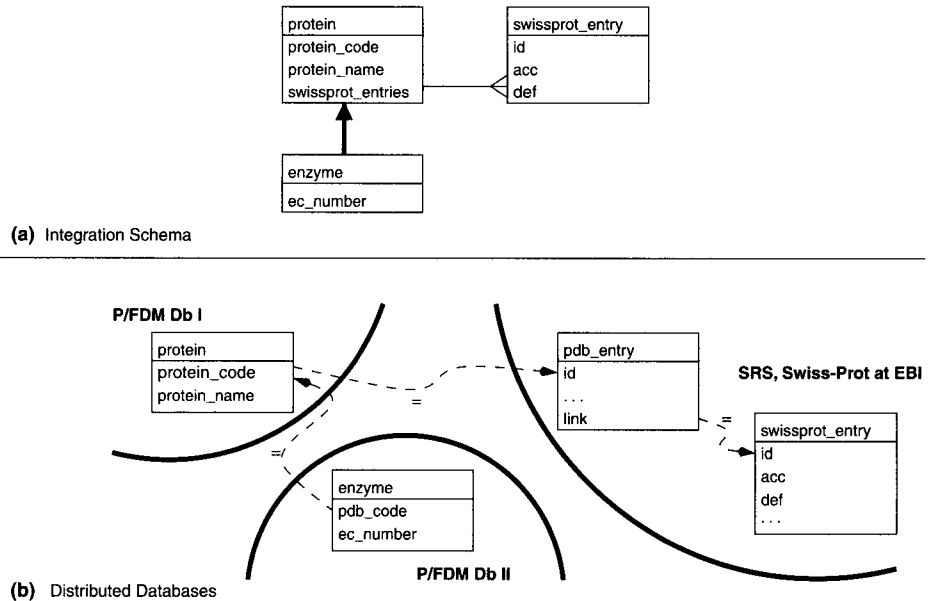 protein
protein_code
protein_name
swissprot_entries
swissprot_entry
id
acc
def
enzyme
ec_number
(a) Integration Schema
P/FDM Db I
protein
protein_code
protein_name
=
=
pdb_entry
id
. . .
link
SRS, Swiss-Prot at EBI
=
swissprot_entry
id
acc
def
. . .
enzyme
pdb_code
ec_number
P/FDM Db II
(b) Distributed Databases